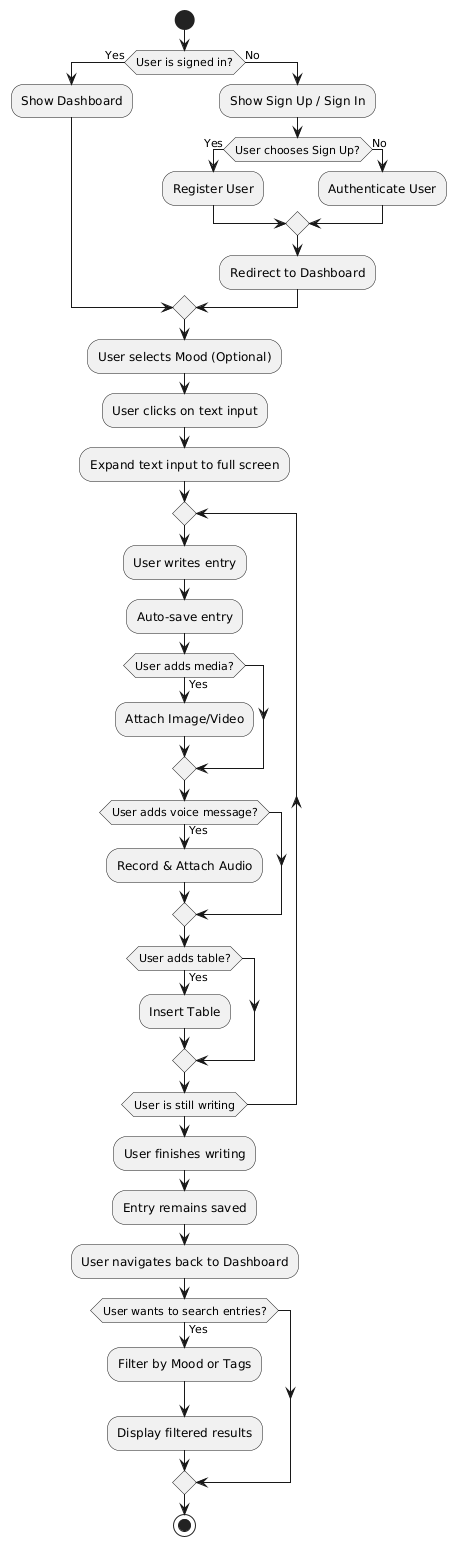 User is signed in?
Yes
No
Show Dashboard
Show Sign Up / Sign In
User chooses Sign Up?
Yes
No
Register User
Authenticate User
Redirect to Dashboard
User selects Mood (Optional)
User clicks on text input
Expand text input to full screen
User writes entry
Auto-save entry
User adds media?
Yes
Attach Image/Video
User adds voice message?
Yes
Record & Attach Audio
User adds table?
Yes
Insert Table
User is still writing
User finishes writing
Entry remains saved
User navigates back to Dashboard
User wants to search entries?
Yes
Filter by Mood or Tags
Display filtered results